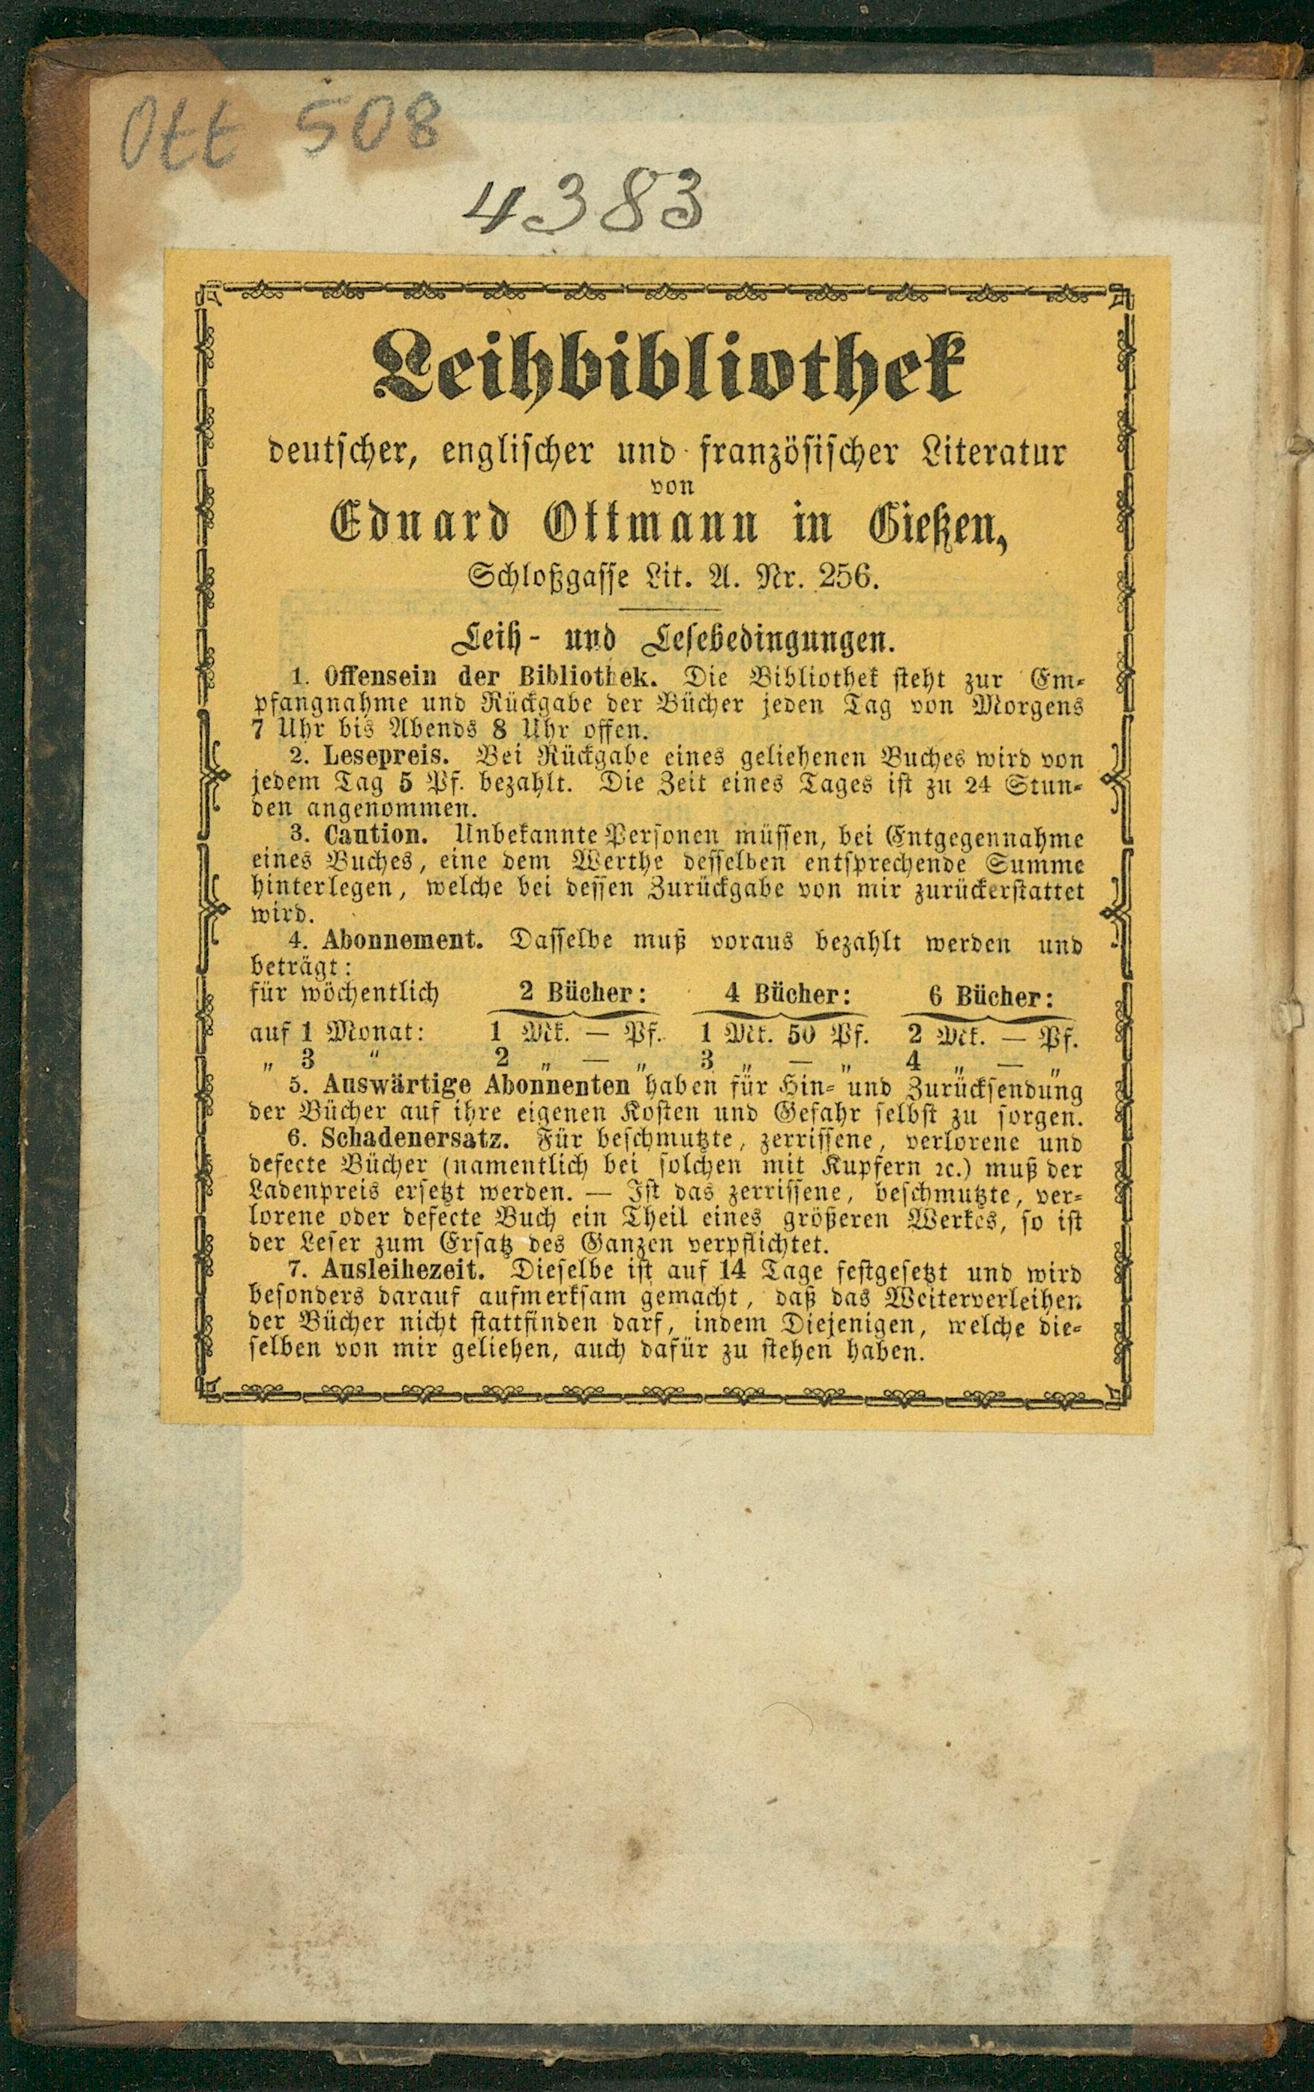 Ott 508
4383
Leihbibliothek
deutscher, englischer und französischer Literatur
von
Eduard Ottmann in Gießen,
Schloßgasse Lit. A. Nr. 256.
Leih- und Lesebedingungen.
1. Offensein der Bibliothek. Die Bibliothek steht zur Em-
pfangnahme und Rückgabe der Bücher jeden Tag von Morgens
7 Uhr bis Abends 8 Uhr offen.
2. Lesepreis. Bei Rückgabe eines geliehenen Buches wird von
jedem Tag 5 Pf. bezahlt. Die Zeit eines Tages ist zu 24 Stun-
den angenommen.
3. Caution. Unbekannte Personen müssen, bei Entgegennahme
eines Buches, eine dem Werthe desselben entsprechende Summe
hinterlegen, welche bei dessen Zurückgabe von mir zurückerstattet
wird.
4. Abonnement. Dasselbe muß voraus bezahlt werden und
beträgt:
für wöchentlich 2 Bücher: 4 Bücher: 6 Bücher:
auf 1 Monat: 1 Mk. — Pf. 1 Mk. 50 Pf. 2 Mk. — Pf.
„ 3 " 2 „ — „ 3 „ — „ 4 „ — „
5. Auswärtige Abonnenten haben für Hin- und Zurücksendung
der Bücher auf ihre eigenen Kosten und Gefahr selbst zu sorgen.
6. Schadenersatz. Für beschmutzte, zerrissene, verlorene und
defecte Bücher (namentlich bei solchen mit Kupfern ꝛc.) muß der
Ladenpreis ersetzt werden. — Ist das zerrissene, beschmutzte, ver-
lorene oder defecte Buch ein Theil eines größeren Werkes, so ist
der Leser zum Ersatz des Ganzen verpflichtet.
7. Ausleihezeit. Dieselbe ist auf 14 Tage festgesetzt und wird
besonders darauf aufmerksam gemacht, daß das Weiterverleihen
der Bücher nicht stattfinden darf, indem Diejenigen, welche die-
selben von mir geliehen, auch dafür zu stehen haben.